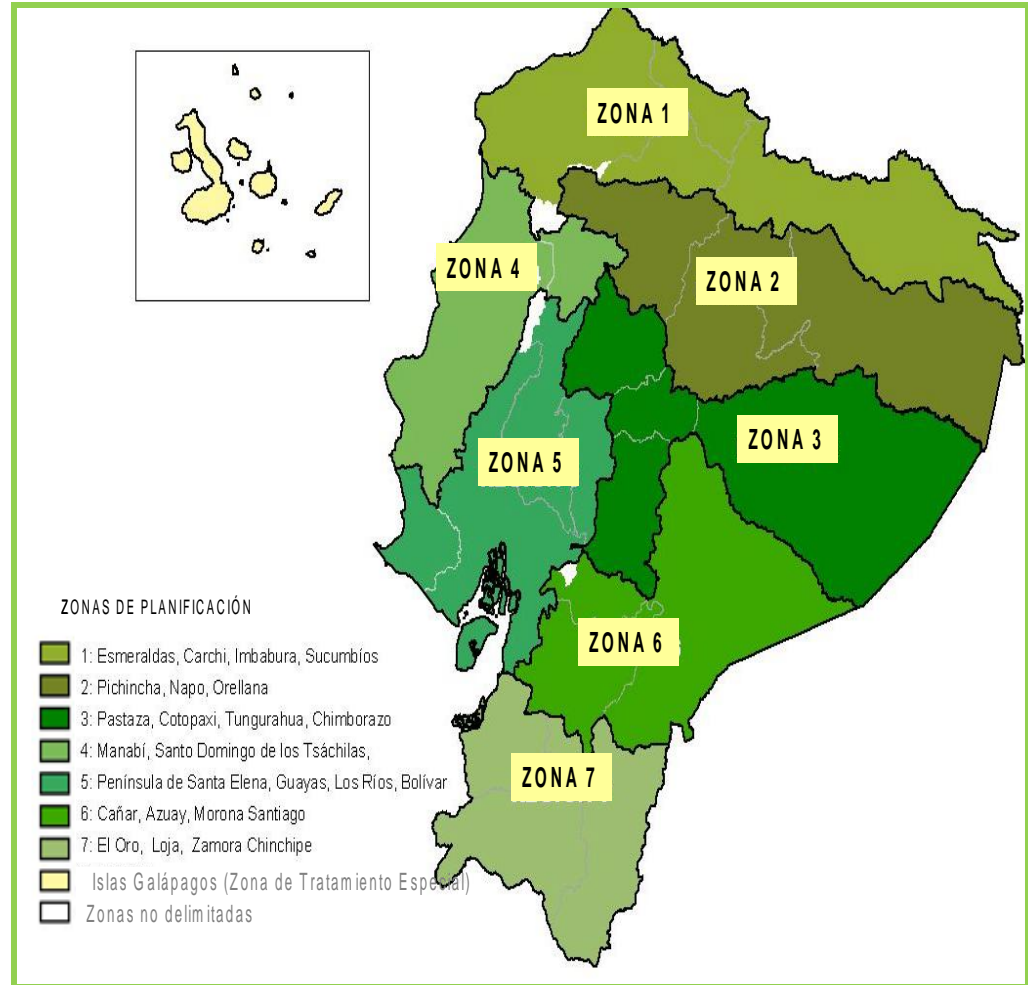 ZONA 1
ZONA 4
ZONA 2
ZONA 3
ZONA 5
ZONA 6
ZONA 7
ZONAS DE PLANIFICACIÓN
1: Esmeraldas, Carchi, Imbabura, Sucumbíos
2: Pichincha, Napo, Orellana
3: Pastaza, Cotopaxi, Tungurahua, Chimborazo
4: Manabí, Santo Domingo de los Tsáchilas,
5: Península de Santa Elena, Guayas, Los Ríos, Bolívar
6: Cañar, Azuay, Morona Santiago
7: El Oro, Loja, Zamora Chinchipe
Islas Galápagos (Zona de Tratamiento Especial)
Zonas no delimitadas